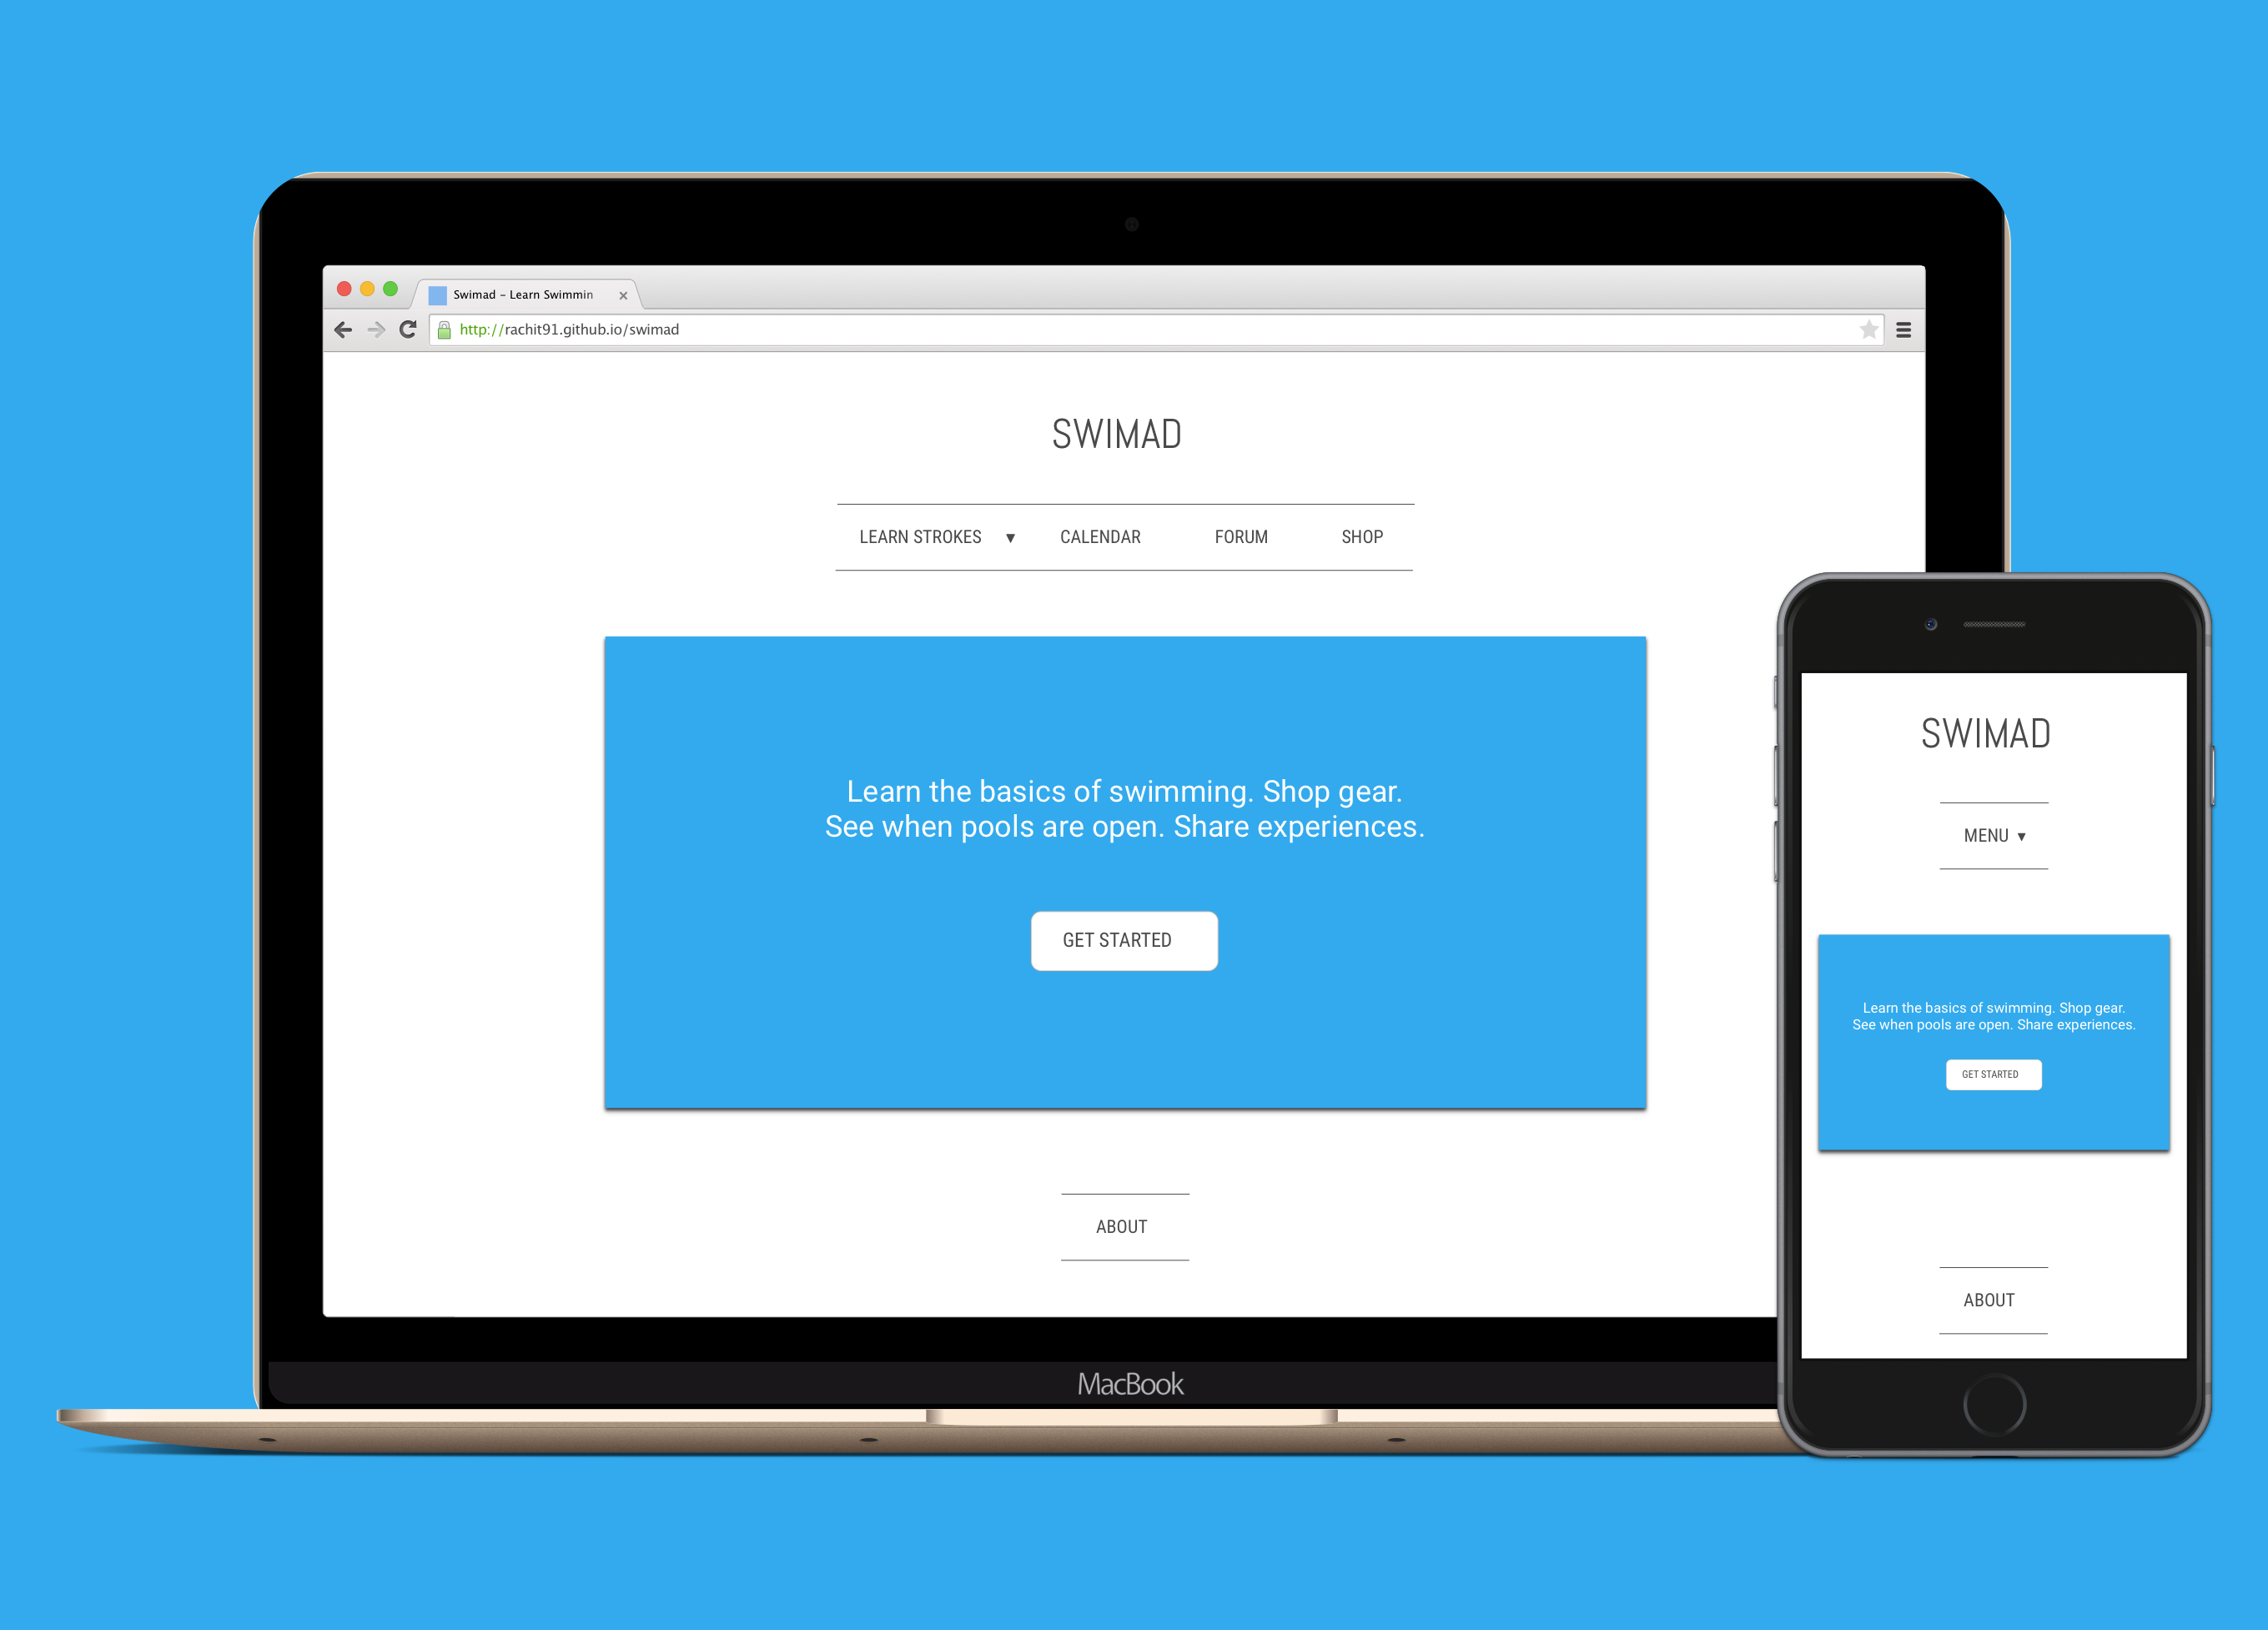 Swimad - Learn Swimmin
http://rachit91.github.io/swimad
SWIMAD
LEARN STROKES ▼ CALENDAR FORUM SHOP
Learn the basics of swimming. Shop gear.
See when pools are open. Share experiences.
GET STARTED
ABOUT
MacBook
SWIMAD
MENU ▼
Learn the basics of swimming. Shop gear.
See when pools are open. Share experiences.
GET STARTED
ABOUT